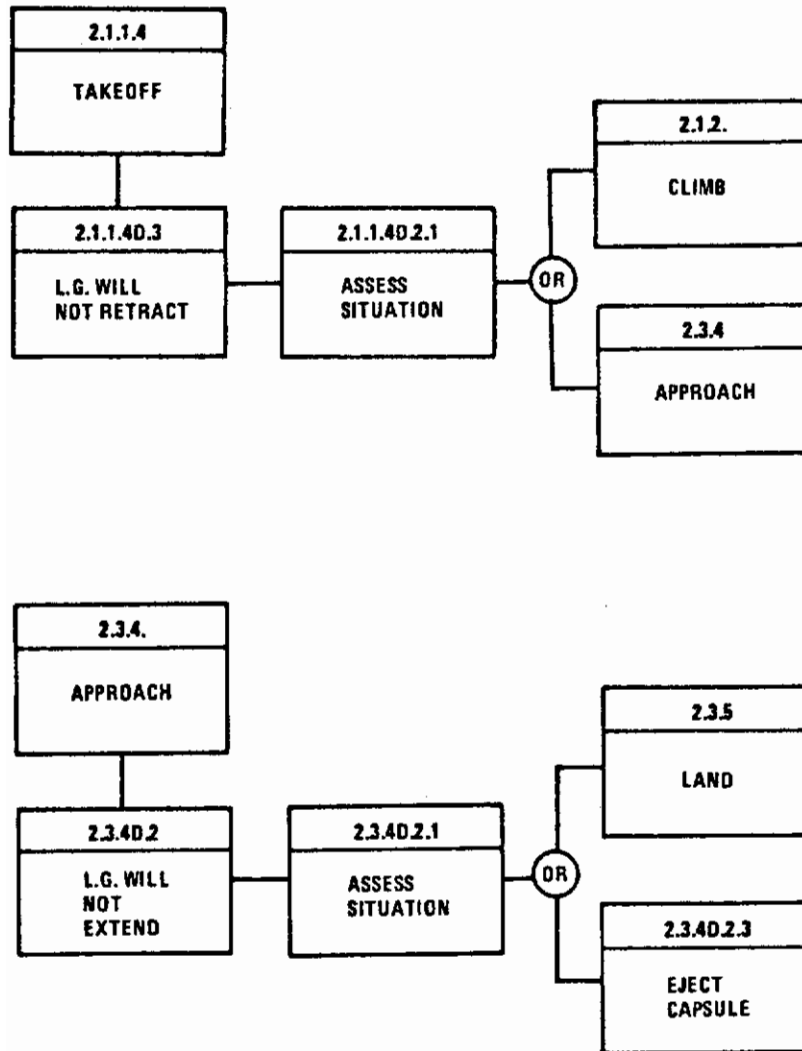 2.1.1.4
TAKEOFF
2.1.1.4D.3
L.G. WILL
NOT RETRACT
2.1.1.4D.2.1
ASSESS
SITUATION
OR
2.1.2.
CLIMB
2.3.4
APPROACH
2.3.4.
APPROACH
2.3.4D.2
L.G. WILL
NOT
EXTEND
2.3.4D.2.1
ASSESS
SITUATION
OR
2.3.5
LAND
2.3.4D.2.3
EJECT
CAPSULE